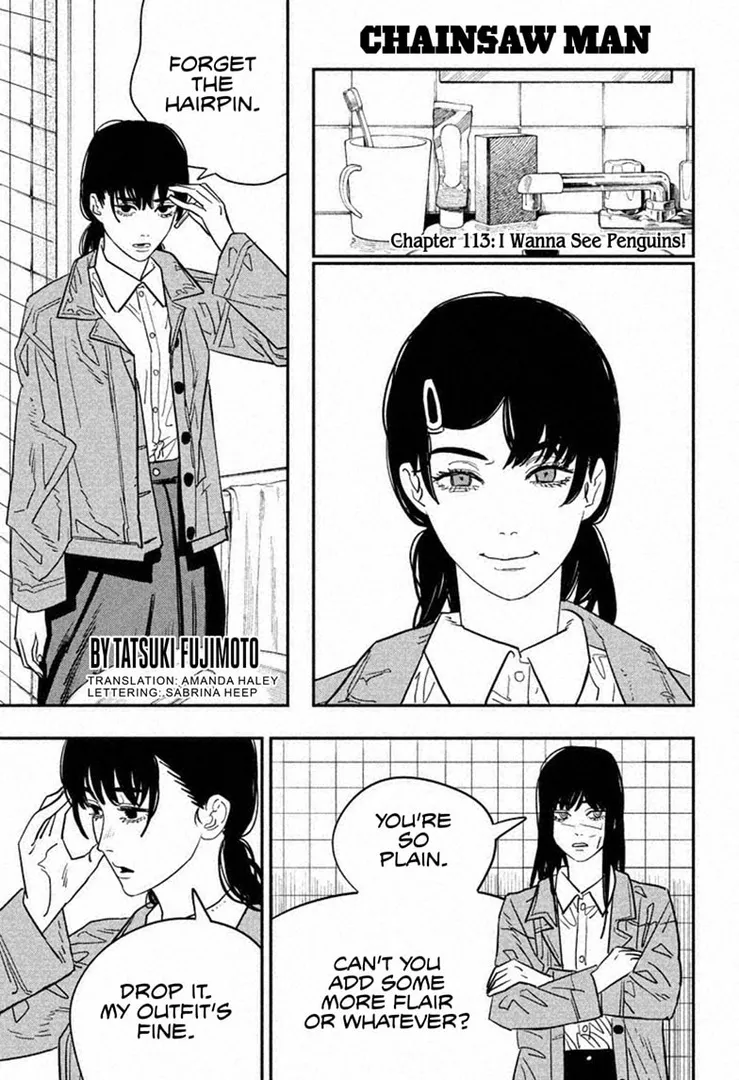 CHAINSAW MAN
Chapter 113: I Wanna See Penguins!
FORGET
THE
HAIRPIN.
BY TATSUKI FUJIMOTO
TRANSLATION: AMANDA HALEY
LETTERING: SABRINA HEEP
YOU'RE
SO
PLAIN.
CAN'T YOU
ADD SOME
MORE FLAIR
OR WHATEVER?
DROP IT.
MY OUTFIT'S
FINE.